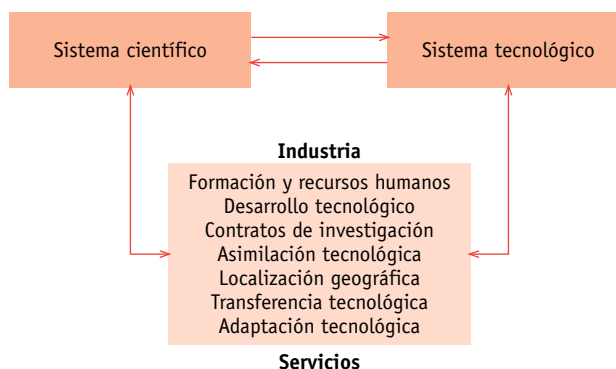 Sistema científico
Sistema tecnológico
Industria
Formación y recursos humanos
Desarrollo tecnológico
Contratos de investigación
Asimilación tecnológica
Localización geográfica
Transferencia tecnológica
Adaptación tecnológica
Servicios